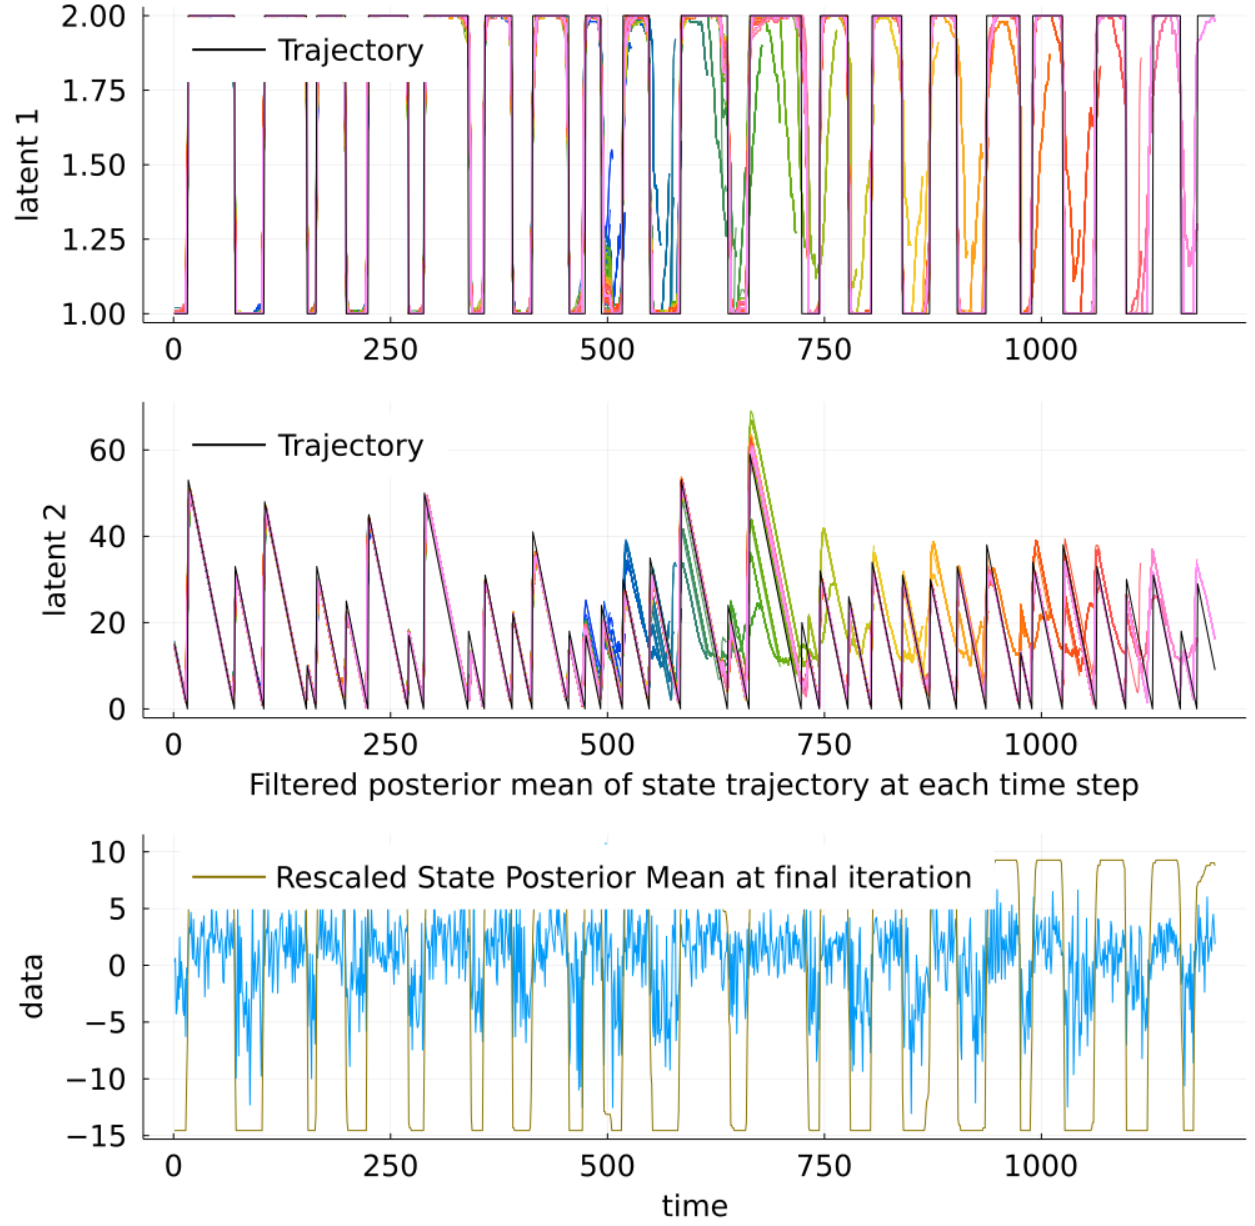 2.00
Trajectory
1.75
1.50
1.25
1.00
latent 1
0 250 500 750 1000
Trajectory
60
40
20
0
latent 2
0 250 500 750 1000
Filtered posterior mean of state trajectory at each time step
10
Rescaled State Posterior Mean at final iteration
5
0
−5
−10
−15
data
0 250 500 750 1000
time